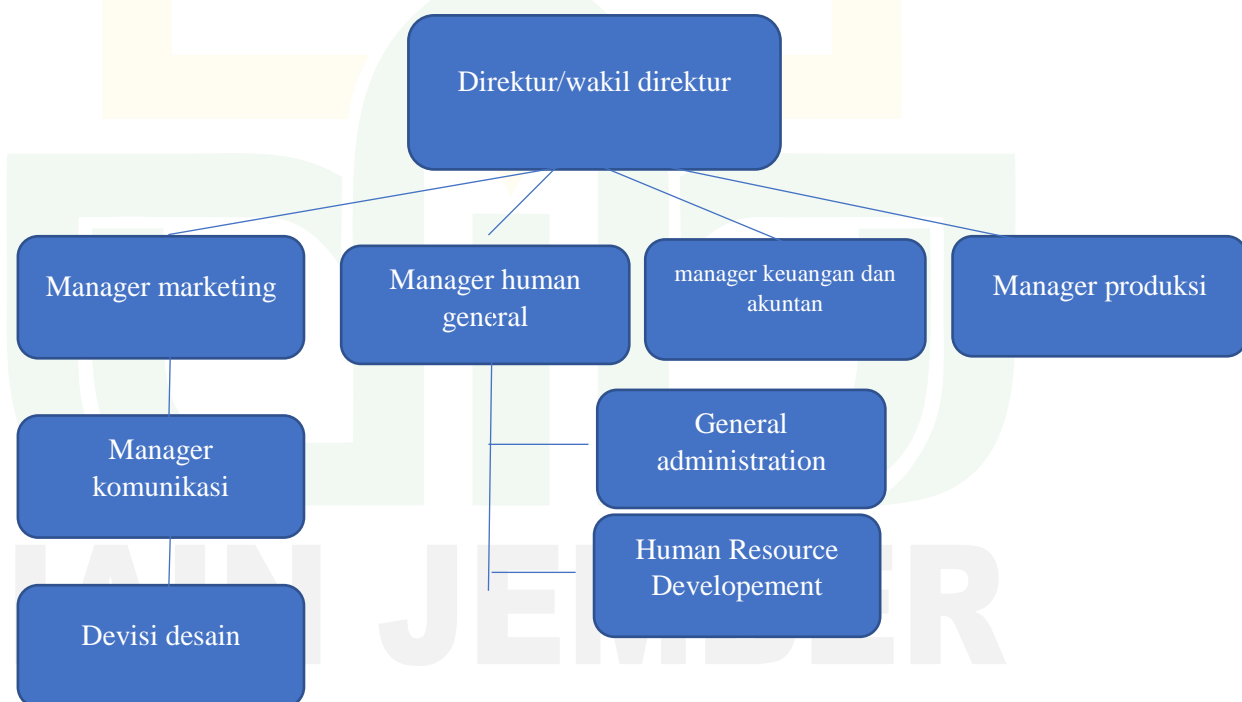 Direktur/wakil direktur
Manager marketing
Manager human
general
manager keuangan dan
akuntan
Manager produksi
Manager
komunikasi
General
administration
Human Resource
Developement
Devisi desain
IAIN JEMBER